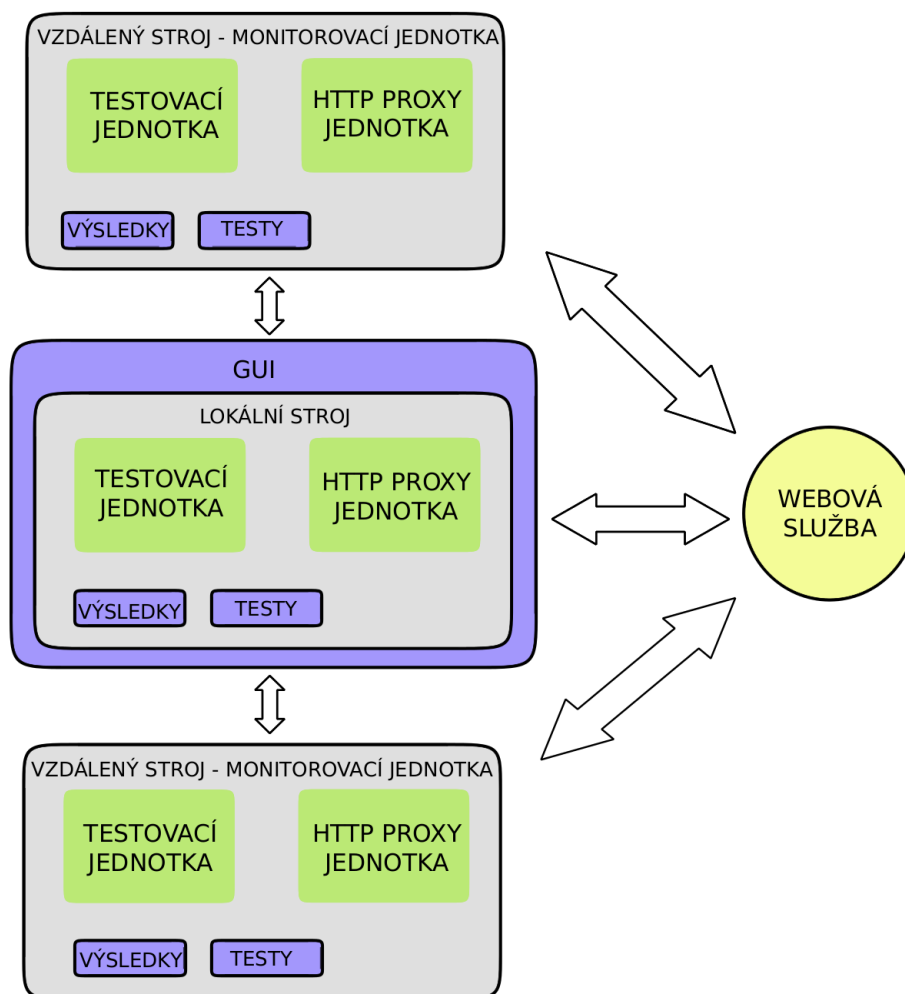 VZDÁLENÝ STROJ - MONITOROVACÍ JEDNOTKA
TESTOVACÍ
JEDNOTKA
HTTP PROXY
JEDNOTKA
VÝSLEDKY
TESTY
GUI
LOKÁLNÍ STROJ
TESTOVACÍ
JEDNOTKA
HTTP PROXY
JEDNOTKA
VÝSLEDKY
TESTY
WEBOVÁ
SLUŽBA
VZDÁLENÝ STROJ - MONITOROVACÍ JEDNOTKA
TESTOVACÍ
JEDNOTKA
HTTP PROXY
JEDNOTKA
VÝSLEDKY
TESTY